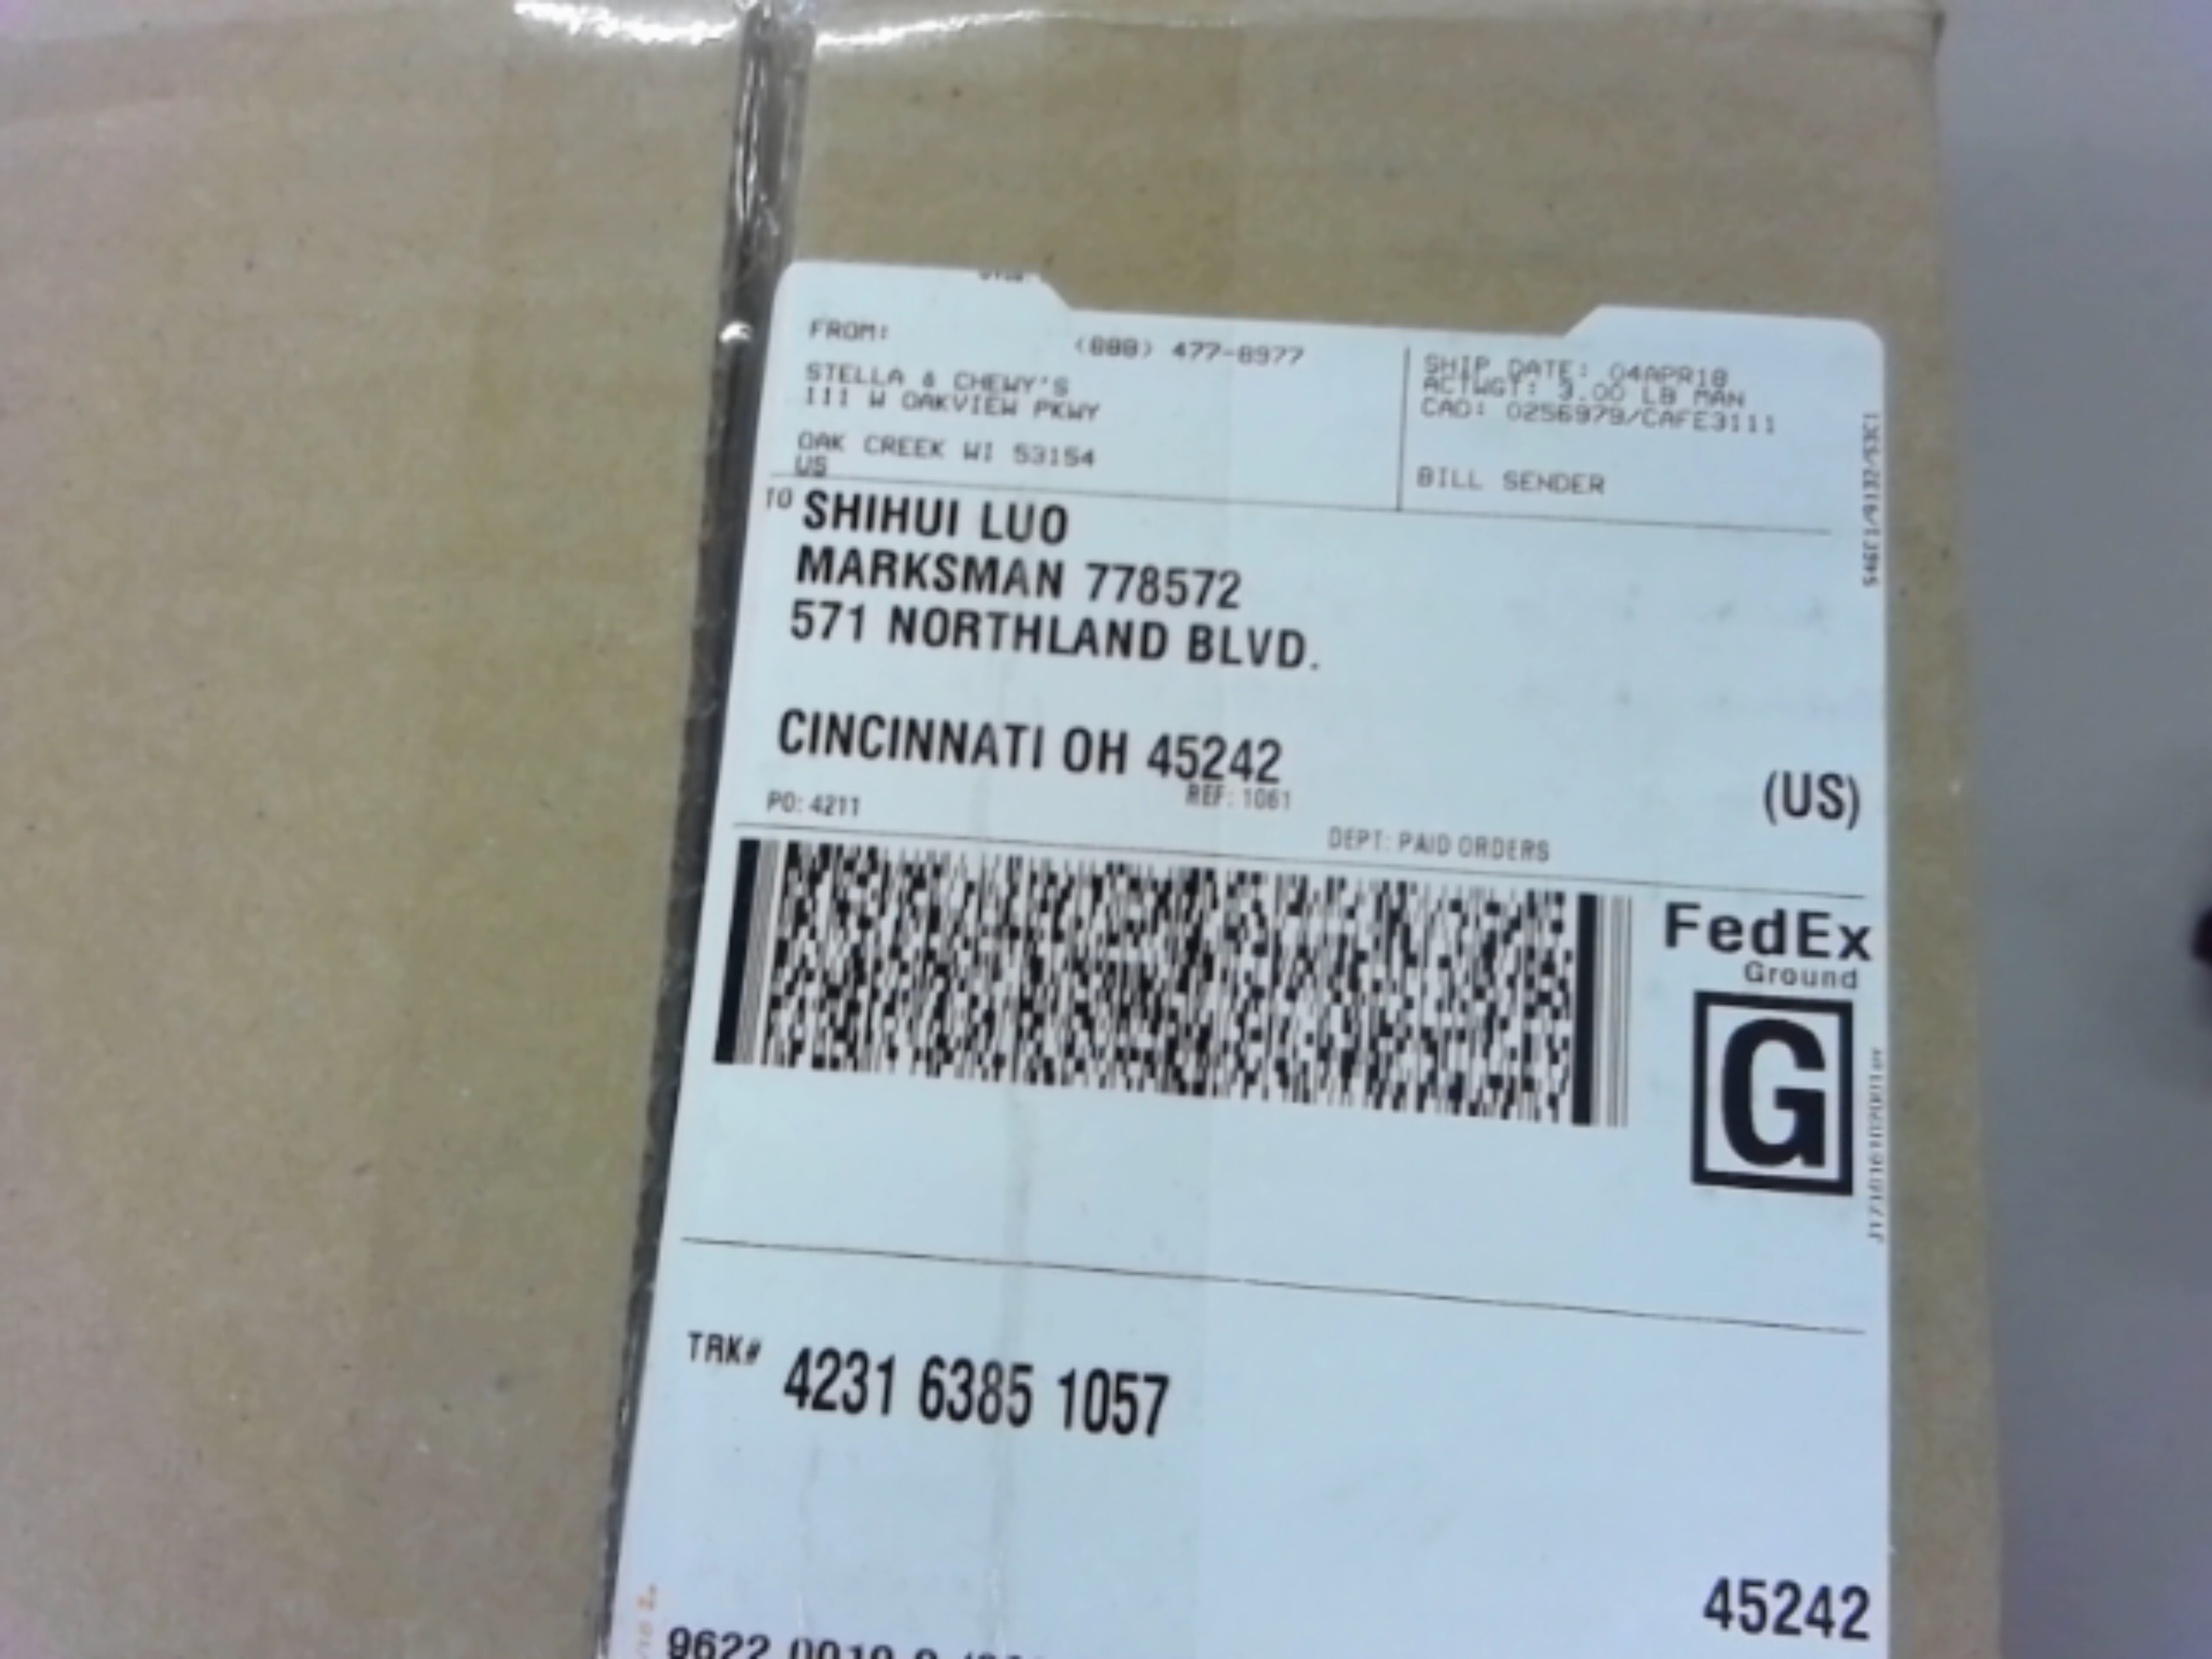 FROM:
(888) 477-8977
STELLA & CHEWY'S
111 W OAKVIEW PKWY
OAK CREEK WI 53154
US
SHIP DATE: 04APR18
ACTWGT: 3.00 LB MAN
CAD: 0256979/CAFE3111
BILL SENDER
TO SHIHUI LUO
MARKSMAN 778572
571 NORTHLAND BLVD.
CINCINNATI OH 45242
(US)
PO: 4211
REF: 1061
DEPT: PAID ORDERS
FedEx
Ground
G
TRK# 4231 6385 1057
45242
9622